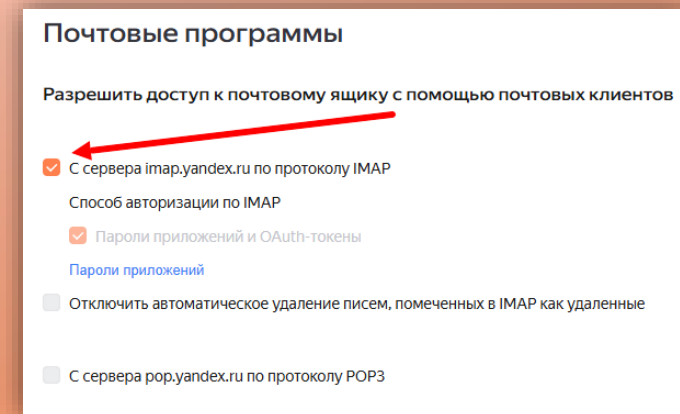 Почтовые программы
Разрешить доступ к почтовому ящику с помощью почтовых клиентов
С сервера imap.yandex.ru по протоколу IMAP
Способ авторизации по IMAP
Пароли приложений и OAuth-токены
Пароли приложений
Отключить автоматическое удаление писем, помеченных в IMAP как удаленные
С сервера pop.yandex.ru по протоколу POP3